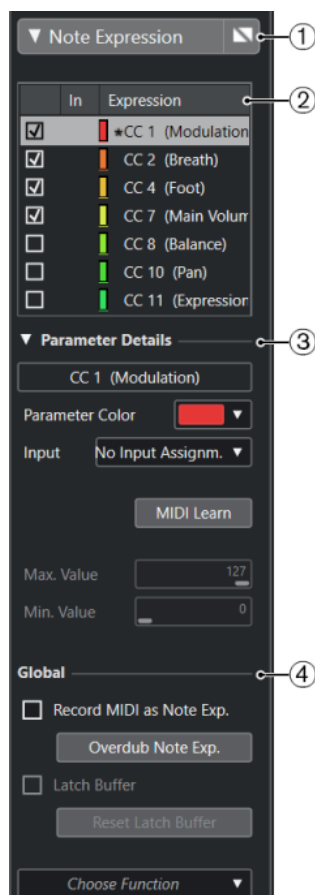 ▼ Note Expression ①
In Expression ②
★CC 1 (Modulation
CC 2 (Breath)
CC 4 (Foot)
CC 7 (Main Volum
CC 8 (Balance)
CC 10 (Pan)
CC 11 (Expression
▼ Parameter Details ③
CC 1 (Modulation)
Parameter Color ▼
Input No Input Assignm. ▼
MIDI Learn
Max. Value 127
Min. Value 0
Global ④
Record MIDI as Note Exp.
Overdub Note Exp.
Latch Buffer
Reset Latch Buffer
Choose Function ▼